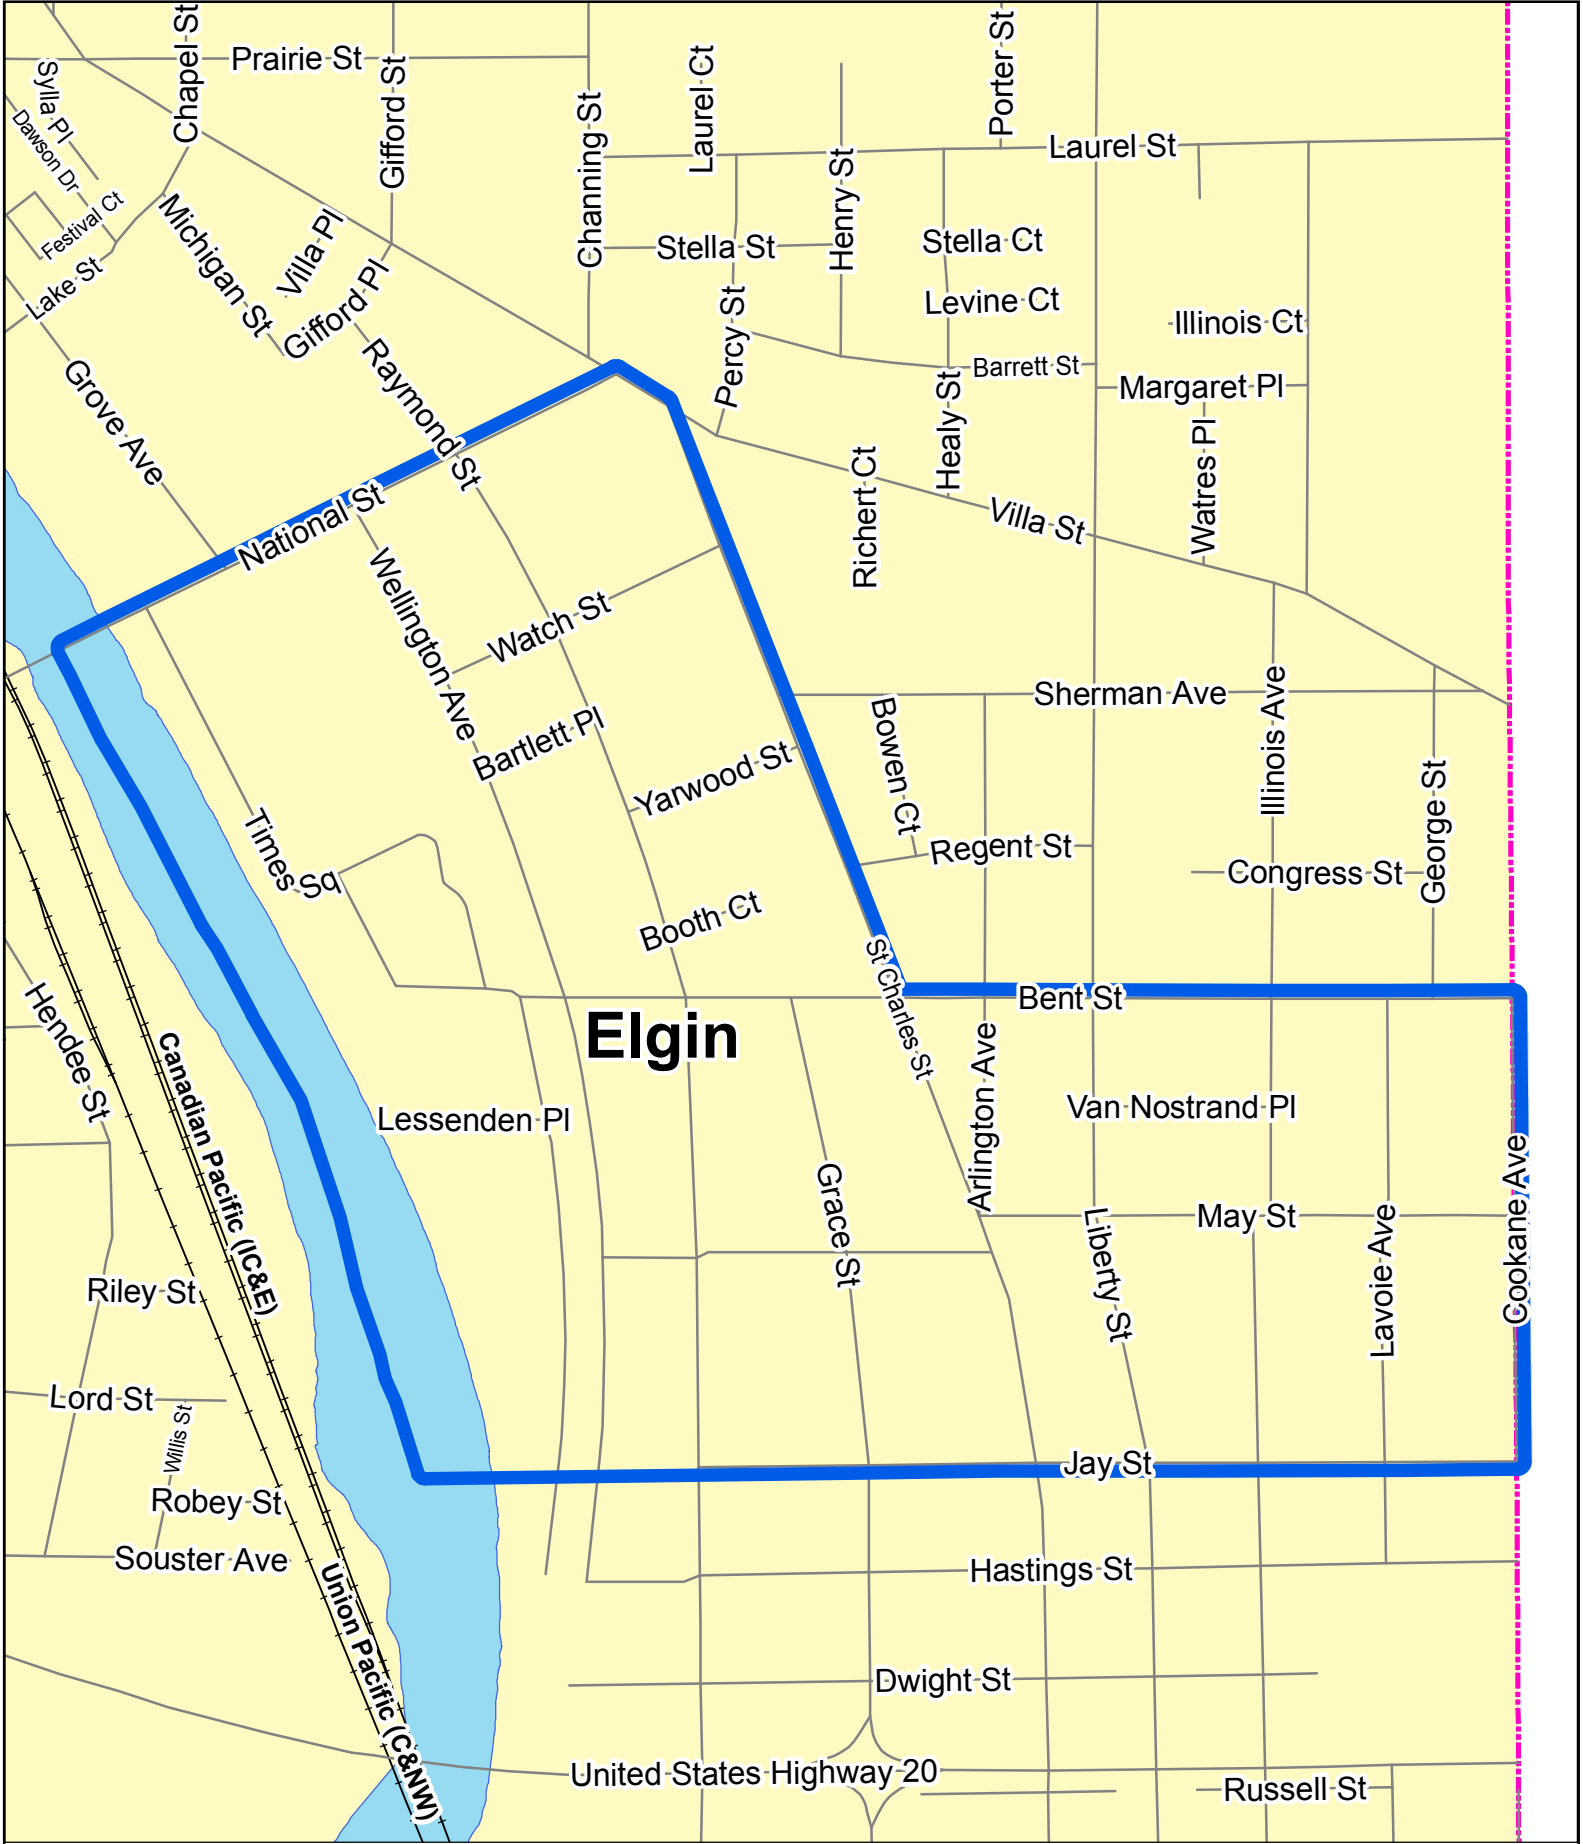 Chapel St
Porter St
Prairie St
Sylla Pl
Gifford St
Laurel Ct
Channing St
Dawson Dr
Laurel St
Henry St
Festival Ct
Michigan St
Villa Pl
Stella St
Stella Ct
Lake St
Gifford Pl
Percy St
Levine Ct
Illinois Ct
Raymond St
Barrett St
Margaret Pl
Grove Ave
Healy St
Watres Pl
Richert Ct
National St
Villa St
Wellington Ave
Watch St
Sherman Ave
Illinois Ave
Bowen Ct
Bartlett Pl
Yarwood St
George St
Times Sq
Regent St
Congress St
Booth Ct
St Charles St
Bent St
Hendee St
Elgin
Arlington Ave
Canadian Pacific (IC&E)
Lessenden Pl
Van Nostrand Pl
Cookane Ave
Grace St
May St
Liberty St
Lavoie Ave
Riley St
Lord St
Willis St
Jay St
Robey St
Souster Ave
Hastings St
Union Pacific (C&NW)
Dwight St
United States Highway 20
Russell St